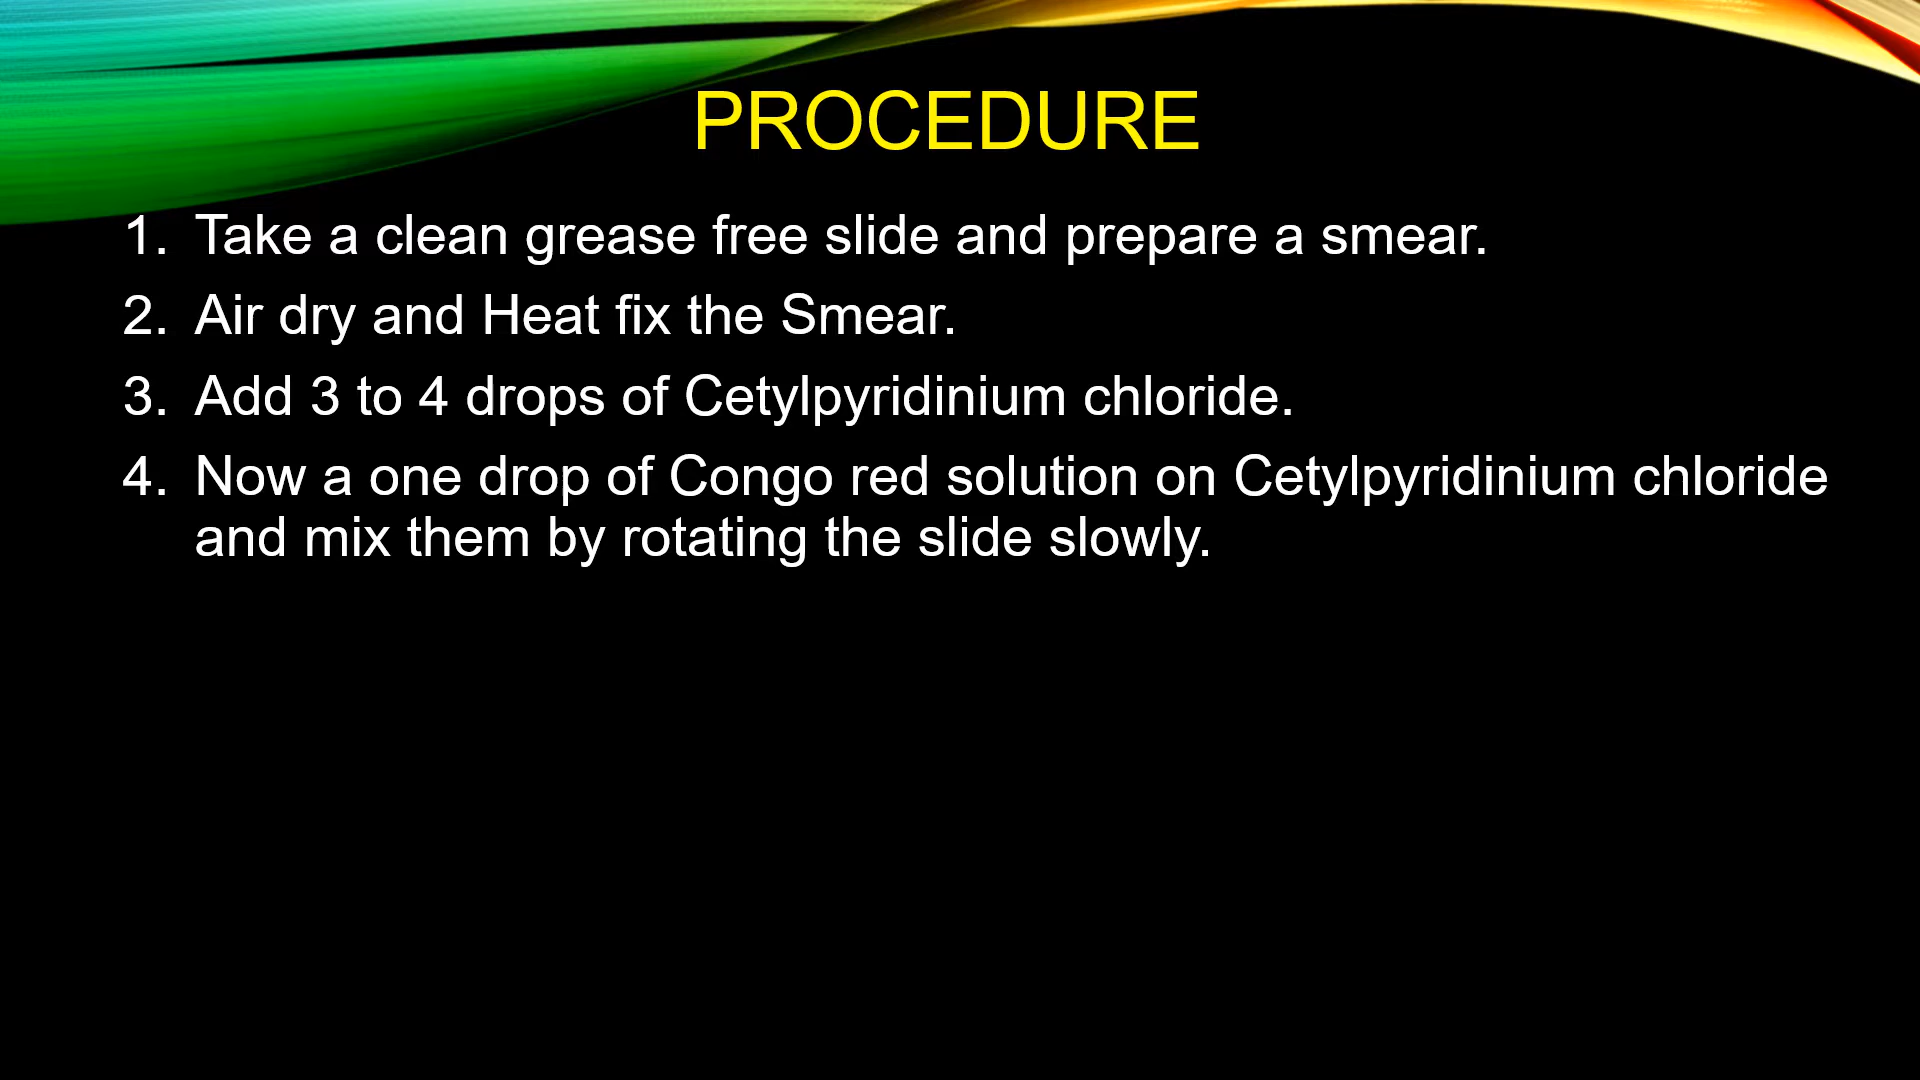 PROCEDURE
1. Take a clean grease free slide and prepare a smear.
2. Air dry and Heat fix the Smear.
3. Add 3 to 4 drops of Cetylpyridinium chloride.
4. Now a one drop of Congo red solution on Cetylpyridinium chloride
and mix them by rotating the slide slowly.